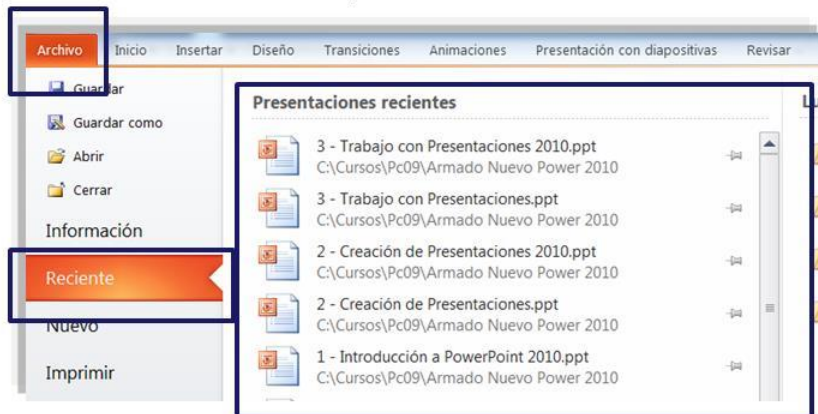 Archivo Inicio Insertar Diseño Transiciones Animaciones Presentación con diapositivas Revisar
Guardar
Guardar como
Abrir
Cerrar
Información
Reciente
Nuevo
Imprimir
Presentaciones recientes
3 - Trabajo con Presentaciones 2010.ppt
C:\Cursos\Pc09\Armado Nuevo Power 2010
3 - Trabajo con Presentaciones.ppt
C:\Cursos\Pc09\Armado Nuevo Power 2010
2 - Creación de Presentaciones 2010.ppt
C:\Cursos\Pc09\Armado Nuevo Power 2010
2 - Creación de Presentaciones.ppt
C:\Cursos\Pc09\Armado Nuevo Power 2010
1 - Introducción a PowerPoint 2010.ppt
C:\Cursos\Pc09\Armado Nuevo Power 2010